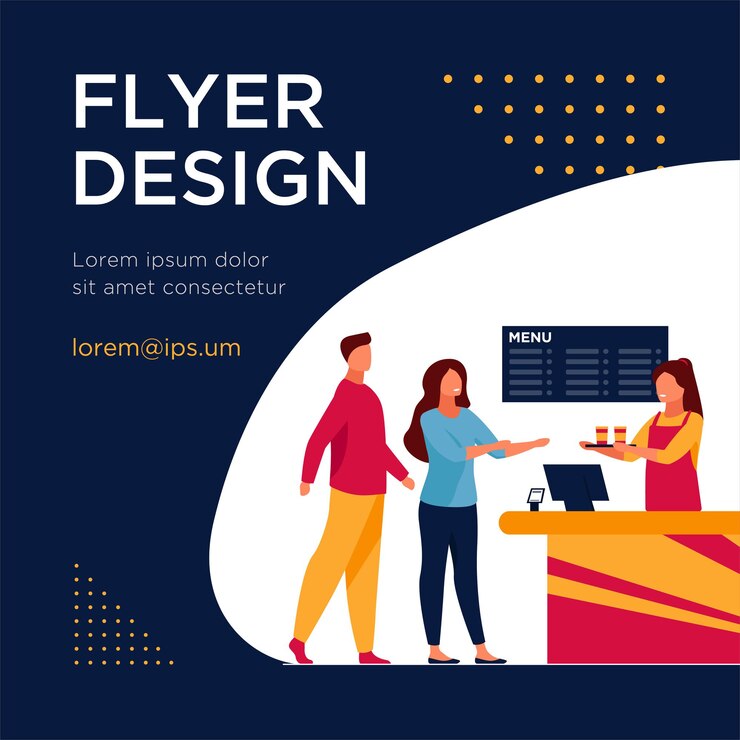 FLYER
DESIGN
Lorem ipsum dolor
sit amet consectetur
lorem@ips.um
MENU